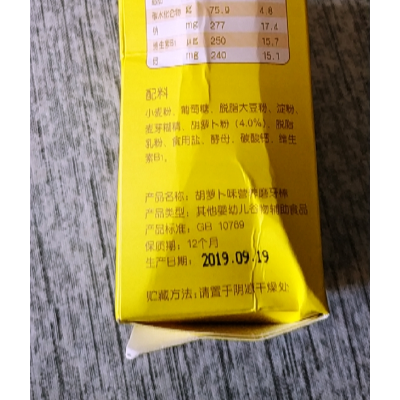 碳水化合物 g 75.9 4.8
钠 mg 277 17.4
维生素B₁ μg 250 15.7
钙 mg 240 15.1
配料
小麦粉、葡萄糖、脱脂大豆粉、淀粉、
麦芽糊精、胡萝卜粉（4.0%）、脱脂
乳粉、食用盐、酵母、碳酸钙、维生
素B₁。
产品名称：胡萝卜味营养磨牙棒
产品类型：其他婴幼儿谷物辅助食品
产品标准：GB 10769
保质期：12个月
生产日期：2019.09.19
贮藏方法：请置于阴凉干燥处